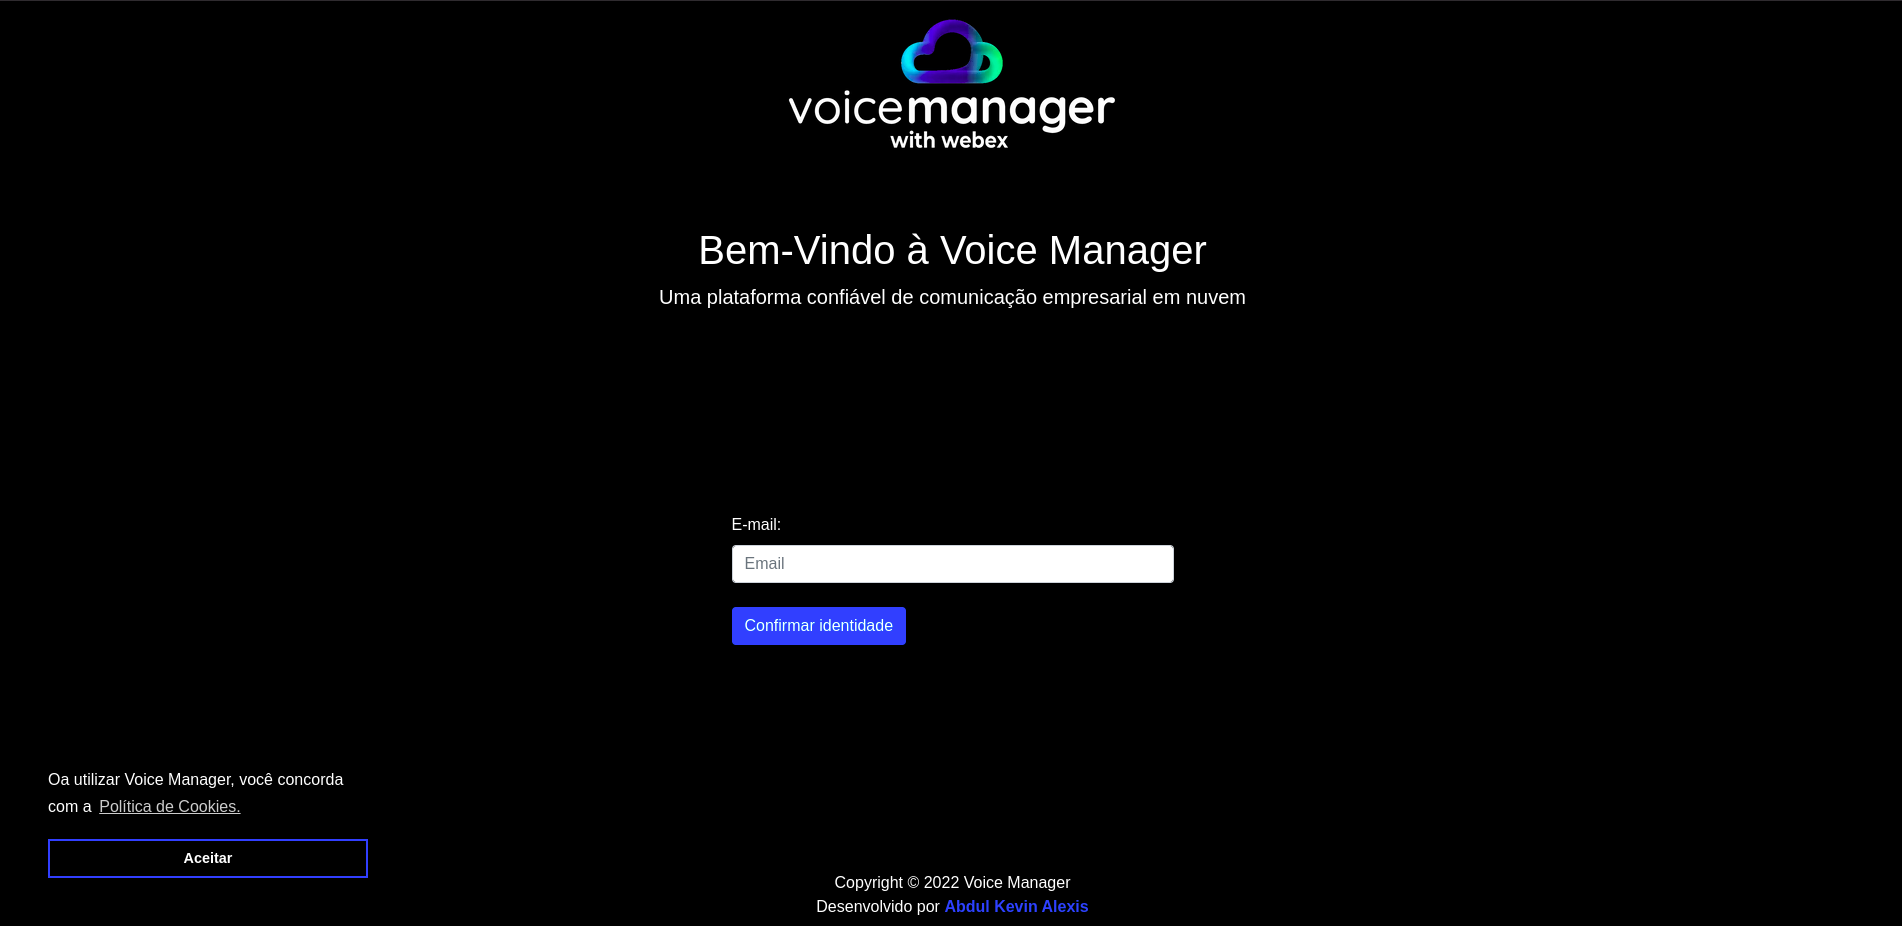 voicemanager
with webex
Bem-Vindo à Voice Manager
Uma plataforma confiável de comunicação empresarial em nuvem
E-mail:
Email
Confirmar identidade
Oa utilizar Voice Manager, você concorda
com a Política de Cookies.
Aceitar
Copyright © 2022 Voice Manager
Desenvolvido por Abdul Kevin Alexis